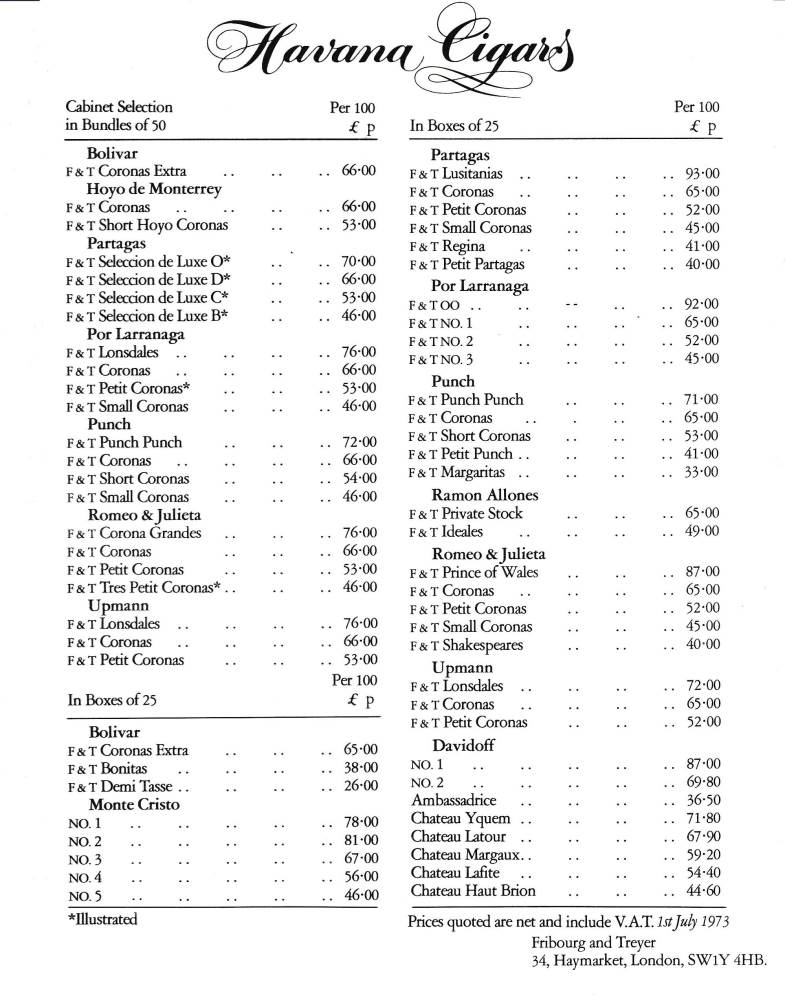 Havana Cigars
Cabinet Selection Per 100
in Bundles of 50 £ p
Bolivar
F & T Coronas Extra .. .. .. 66·00
Hoyo de Monterrey
F & T Coronas .. .. .. .. 66·00
F & T Short Hoyo Coronas .. .. 53·00
Partagas
F & T Seleccion de Luxe O* .. .. 70·00
F & T Seleccion de Luxe D* .. .. 66·00
F & T Seleccion de Luxe C* .. .. 53·00
F & T Seleccion de Luxe B* .. .. 46·00
Por Larranaga
F & T Lonsdales .. .. .. .. 76·00
F & T Coronas .. .. .. .. 66·00
F & T Petit Coronas* .. .. .. 53·00
F & T Small Coronas .. .. .. 46·00
Punch
F & T Punch Punch .. .. .. 72·00
F & T Coronas .. .. .. .. 66·00
F & T Short Coronas .. .. .. 54·00
F & T Small Coronas .. .. .. 46·00
Romeo & Julieta
F & T Corona Grandes .. .. .. 76·00
F & T Coronas .. .. .. 66·00
F & T Petit Coronas .. .. .. 53·00
F & T Tres Petit Coronas* .. .. .. 46·00
Upmann
F & T Lonsdales .. .. .. .. 76·00
F & T Coronas .. .. .. .. 66·00
F & T Petit Coronas .. .. .. 53·00
Per 100
In Boxes of 25 £ p
Bolivar
F & T Coronas Extra .. .. .. 65·00
F & T Bonitas .. .. .. .. 38·00
F & T Demi Tasse .. .. .. .. 26·00
Monte Cristo
NO. 1 .. .. .. .. .. 78·00
NO. 2 .. .. .. .. .. 81·00
NO. 3 .. .. .. .. .. 67·00
NO. 4 .. .. .. .. .. 56·00
NO. 5 .. .. .. .. .. 46·00
*Illustrated
Per 100
In Boxes of 25 £ p
Partagas
F & T Lusitanias .. .. .. .. 93·00
F & T Coronas .. .. .. .. 65·00
F & T Petit Coronas .. .. .. 52·00
F & T Small Coronas .. .. .. 45·00
F & T Regina .. .. .. .. 41·00
F & T Petit Partagas .. .. .. 40·00
Por Larranaga
F & T OO .. .. -- .. .. 92·00
F & T NO. 1 .. .. .. .. 65·00
F & T NO. 2 .. .. .. .. 52·00
F & T NO. 3 .. .. .. .. 45·00
Punch
F & T Punch Punch .. .. .. 71·00
F & T Coronas .. . .. .. 65·00
F & T Short Coronas .. .. .. 53·00
F & T Petit Punch .. .. .. .. 41·00
F & T Margaritas .. .. .. .. 33·00
Ramon Allones
F & T Private Stock .. .. .. 65·00
F & T Ideales .. .. .. .. 49·00
Romeo & Julieta
F & T Prince of Wales .. .. .. 87·00
F & T Coronas .. .. .. .. 65·00
F & T Petit Coronas .. .. .. 52·00
F & T Small Coronas .. .. .. 45·00
F & T Shakespeares .. .. .. 40·00
Upmann
F & T Lonsdales .. .. .. .. 72·00
F & T Coronas .. .. .. .. 65·00
F & T Petit Coronas .. .. .. 52·00
Davidoff
NO. 1 .. .. .. .. .. 87·00
NO. 2 .. .. .. .. .. 69·80
Ambassadrice .. .. .. .. 36·50
Chateau Yquem .. .. .. .. 71·80
Chateau Latour .. .. .. .. 67·90
Chateau Margaux .. .. .. .. 59·20
Chateau Lafite .. .. .. .. 54·40
Chateau Haut Brion .. .. .. 44·60
Prices quoted are net and include V.A.T. 1st July 1973
Fribourg and Treyer
34, Haymarket, London, SW1Y 4HB.